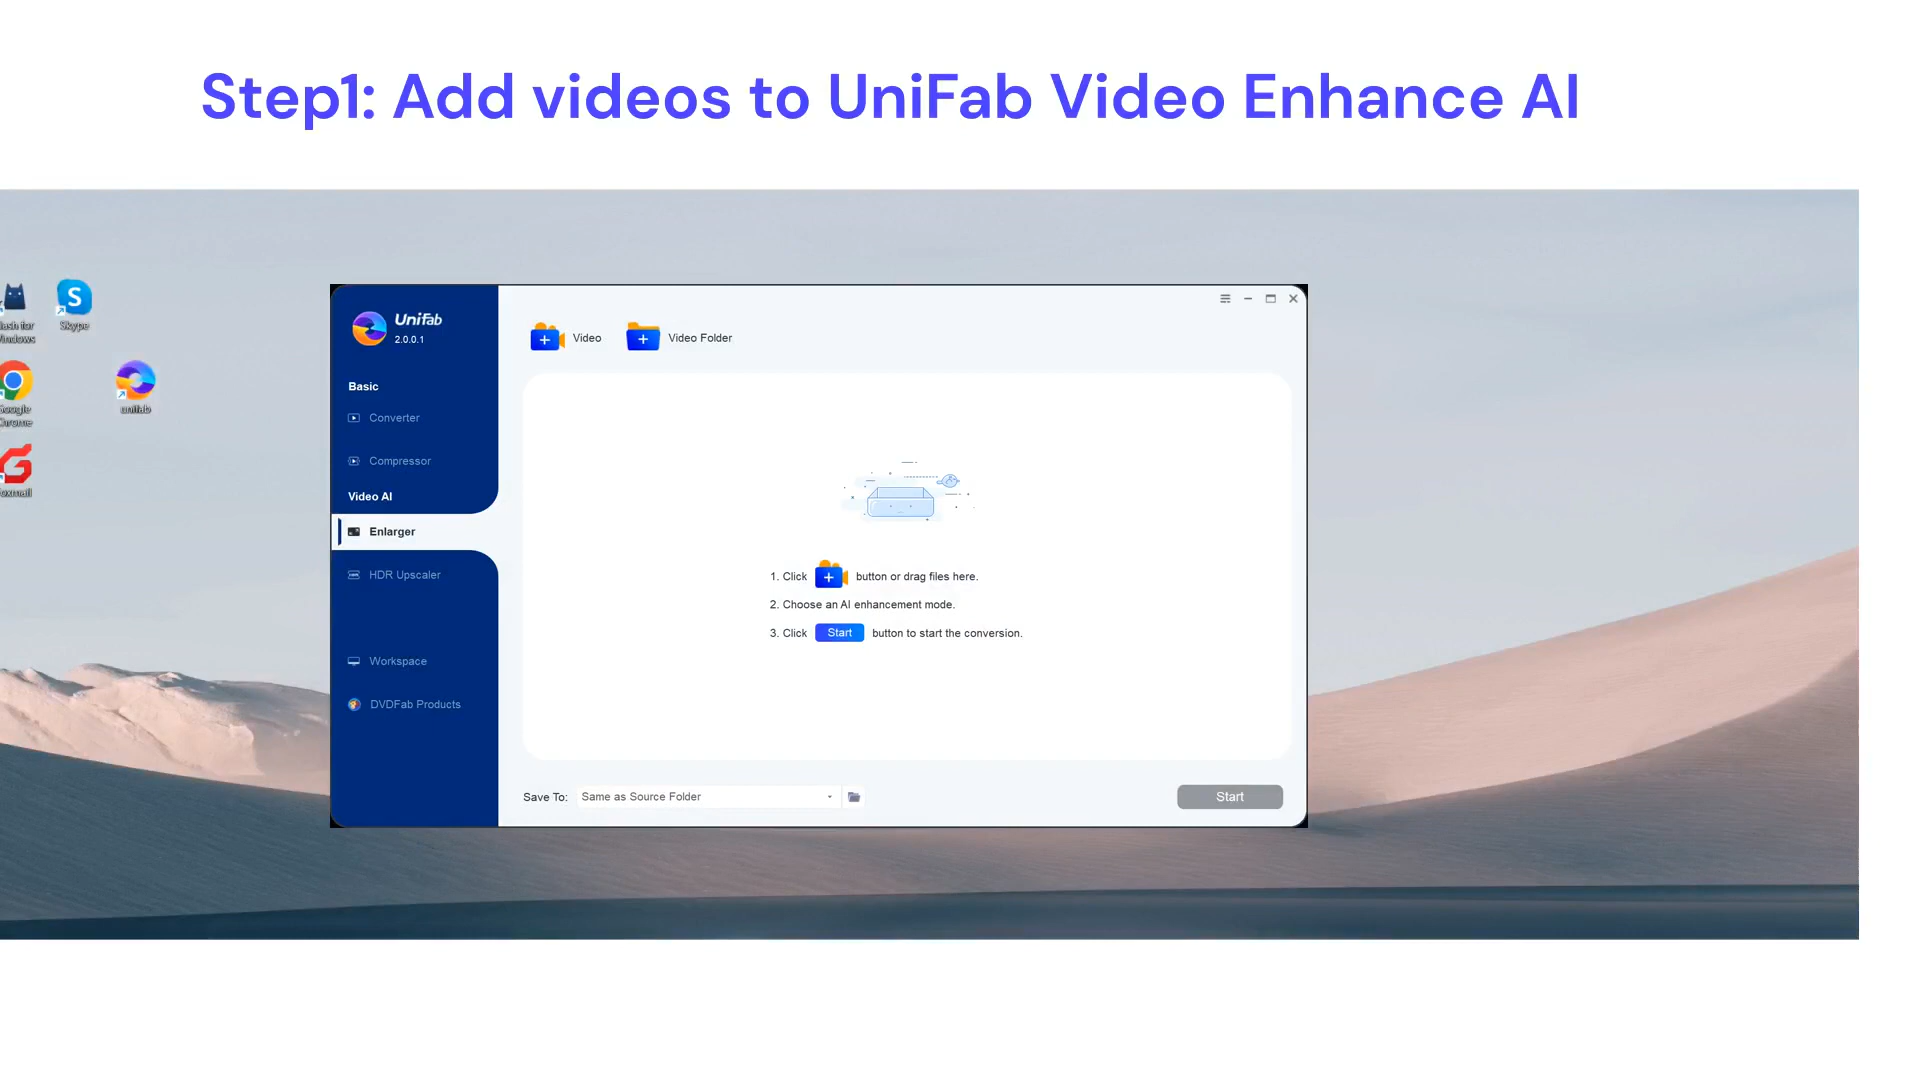 Step1: Add videos to UniFab Video Enhance AI
Skype
Google
Chrome
unifab
UniFab
2.0.0.1
Basic
Converter
Compressor
Video AI
Enlarger
HDR Upscaler
Workspace
DVDFab Products
Video
Video Folder
1. Click button or drag files here.
2. Choose an AI enhancement mode.
3. Click Start button to start the conversion.
Save To: Same as Source Folder
Start